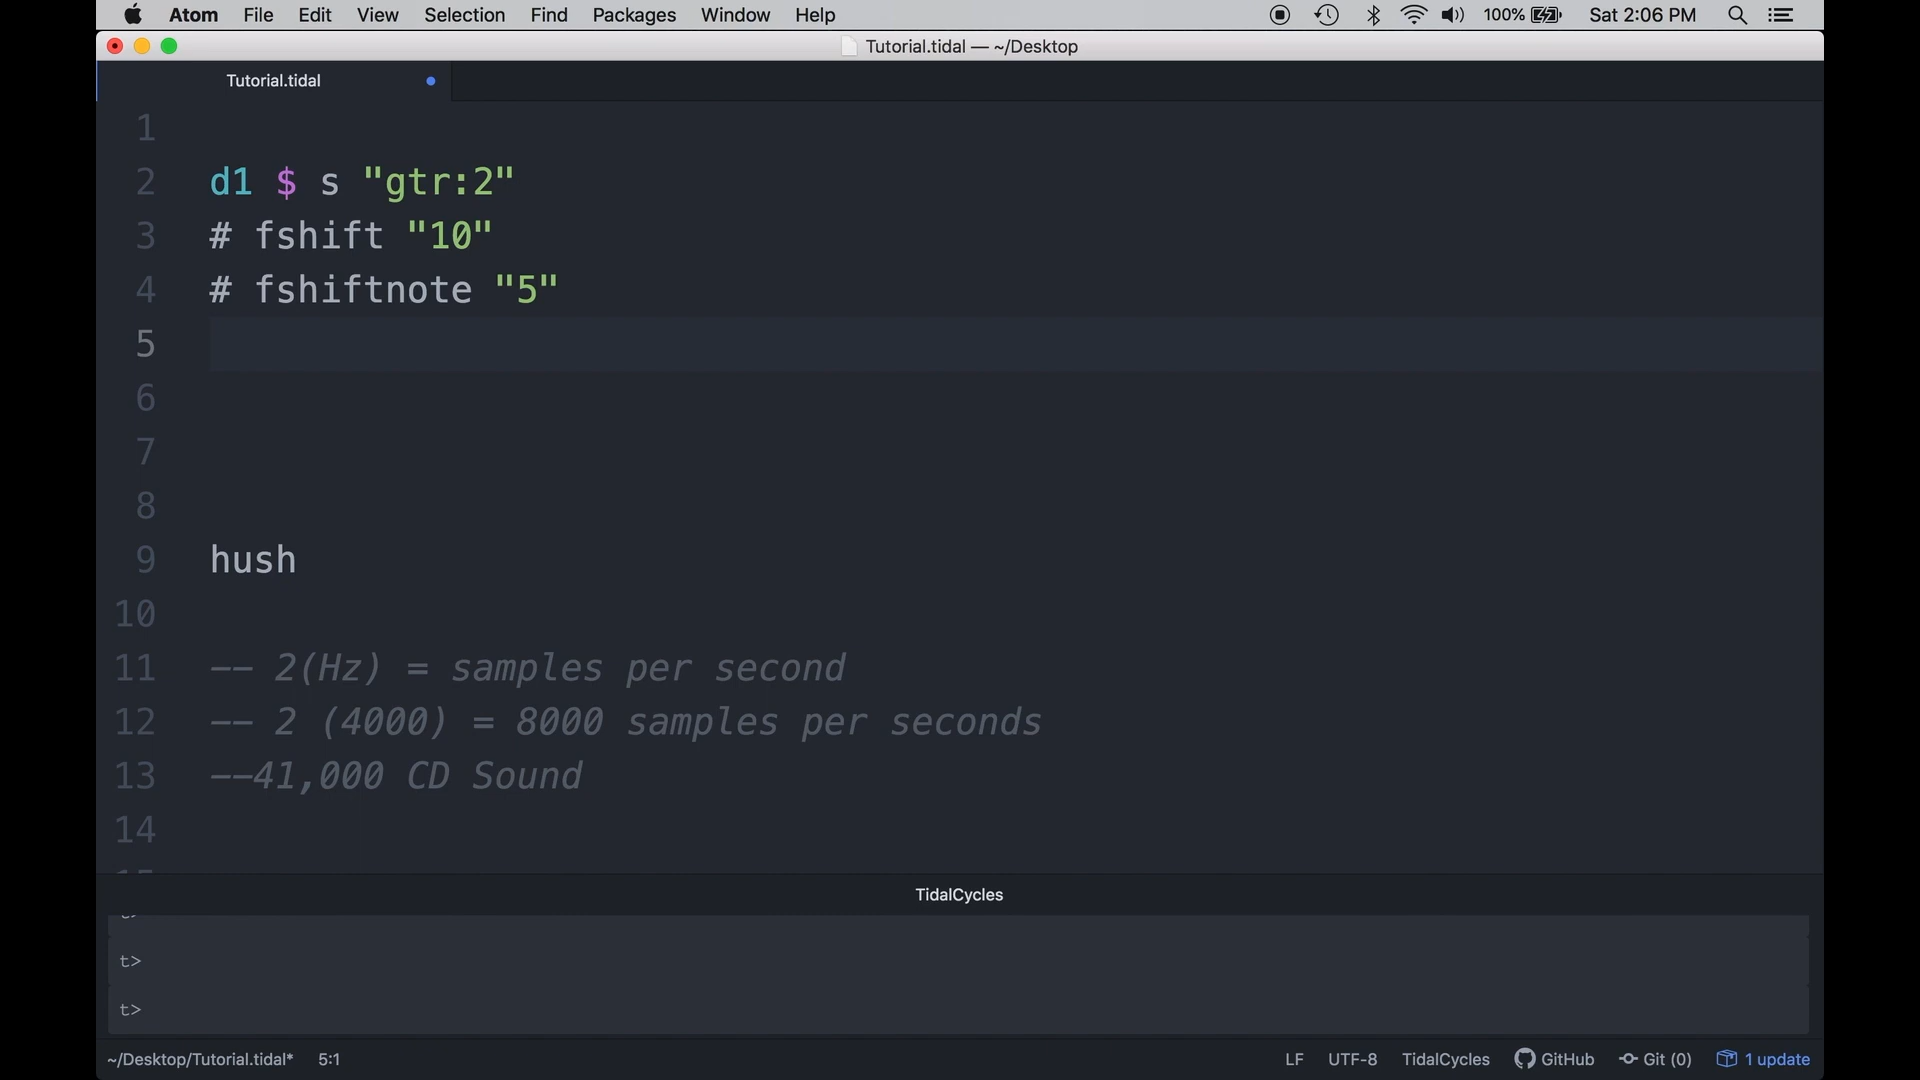 Atom File Edit View Selection Find Packages Window Help 100% Sat 2:06 PM
Tutorial.tidal — ~/Desktop
Tutorial.tidal
1
2 d1 $ s "gtr:2"
3 # fshift "10"
4 # fshiftnote "5"
5
6
7
8
9 hush
10
11 -- 2(Hz) = samples per second
12 -- 2 (4000) = 8000 samples per seconds
13 --41,000 CD Sound
14
TidalCycles
t>
t>
~/Desktop/Tutorial.tidal* 5:1 LF UTF-8 TidalCycles GitHub Git (0) 1 update